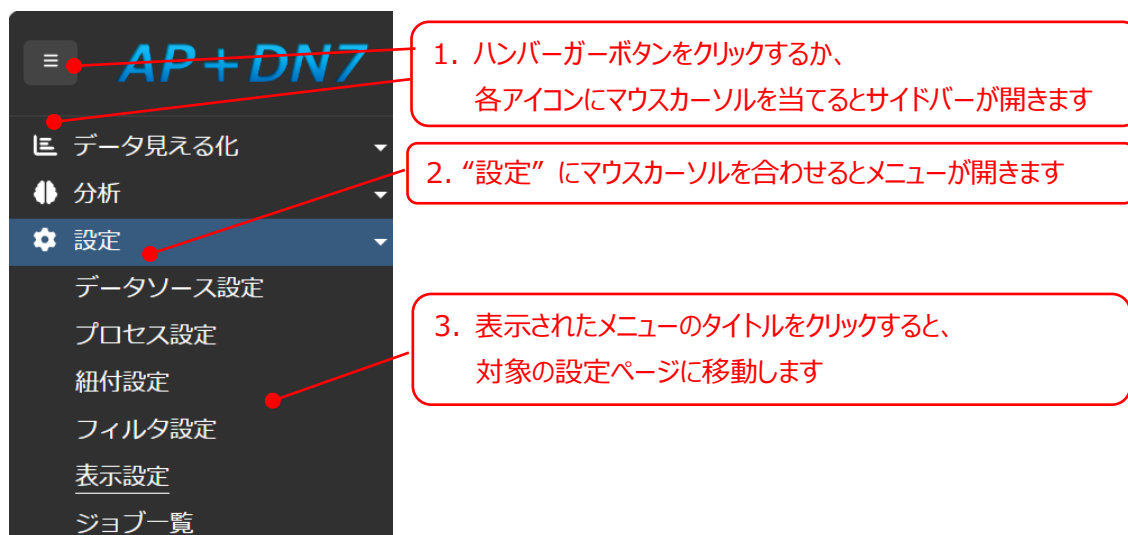 ≡ AP+DN7
1. ハンバーガーボタンをクリックするか、
各アイコンにマウスカーソルを当てるとサイドバーが開きます
データ見える化
分析
2. “設定” にマウスカーソルを合わせるとメニューが開きます
設定
データソース設定
プロセス設定
3. 表示されたメニューのタイトルをクリックすると、
対象の設定ページに移動します
紐付設定
フィルタ設定
表示設定
ジョブ一覧